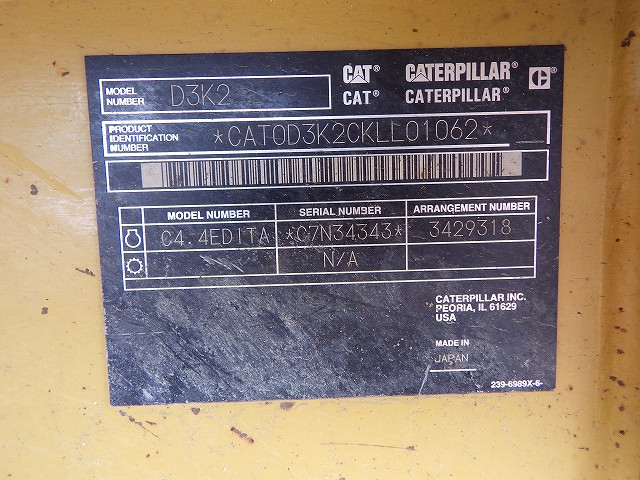 CAT® CATERPILLAR® C®
CAT® CATERPILLAR®
MODEL NUMBER D3K2
PRODUCT IDENTIFICATION NUMBER *CAT0D3K2CKLL01062*
MODEL NUMBER SERIAL NUMBER ARRANGEMENT NUMBER
C4.4EDITA *C7N34343* 3429318
N/A
CATERPILLAR INC.
PEORIA, IL 61629
USA
MADE IN
JAPAN
239-6989X-6-